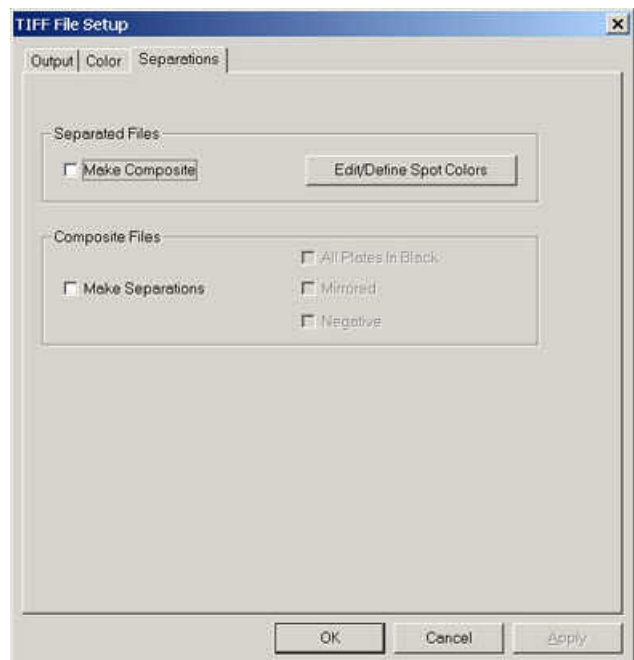 TIFF File Setup
Output Color Separations
Separated Files
Make Composite Edit/Define Spot Colors
Composite Files
All Plates In Black
Make Separations Mirrored
Negative
OK Cancel Apply